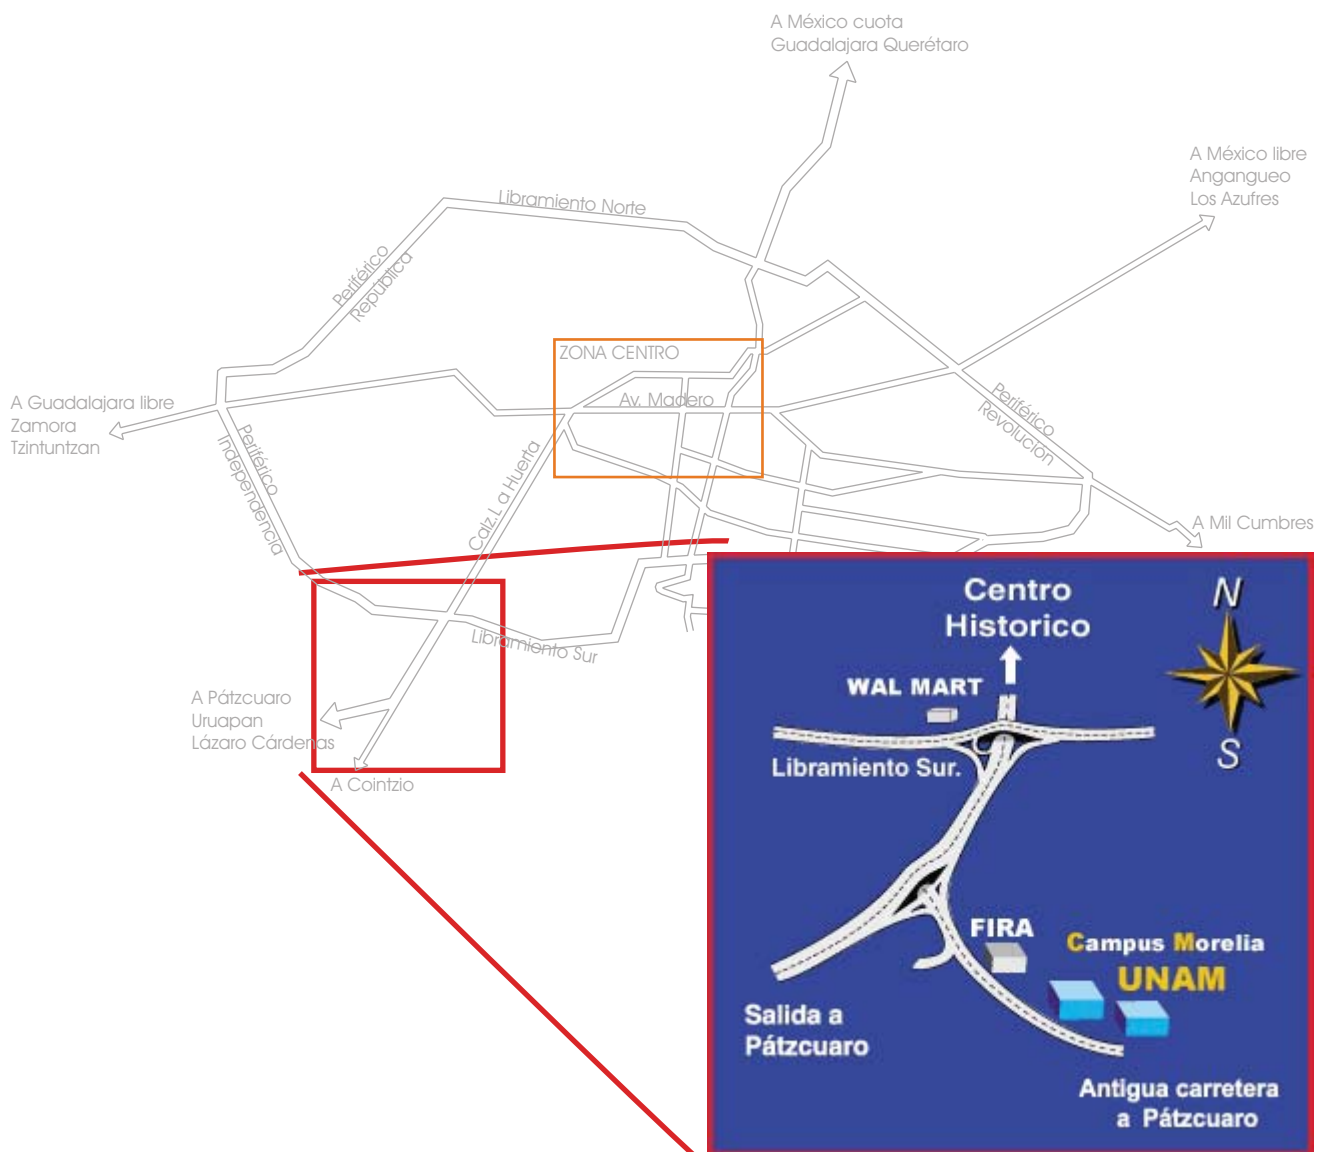 A México cuota
Guadalajara Querétaro
A México libre
Angangueo
Los Azufres
Libramiento Norte
Periférico
República
ZONA CENTRO
Av. Madero
Periférico
Revolución
A Guadalajara libre
Zamora
Tzintuntzan
Periférico
Independencia
Calz.L a Huerta
A Mil Cumbres
Libramiento Sur
A Pátzcuaro
Uruapan
Lázaro Cárdenas
A Cointzio
Centro
Historico
N
WAL MART
S
Libramiento Sur.
FIRA
Campus Morelia
UNAM
Salida a
Pátzcuaro
Antigua carretera
a Pátzcuaro